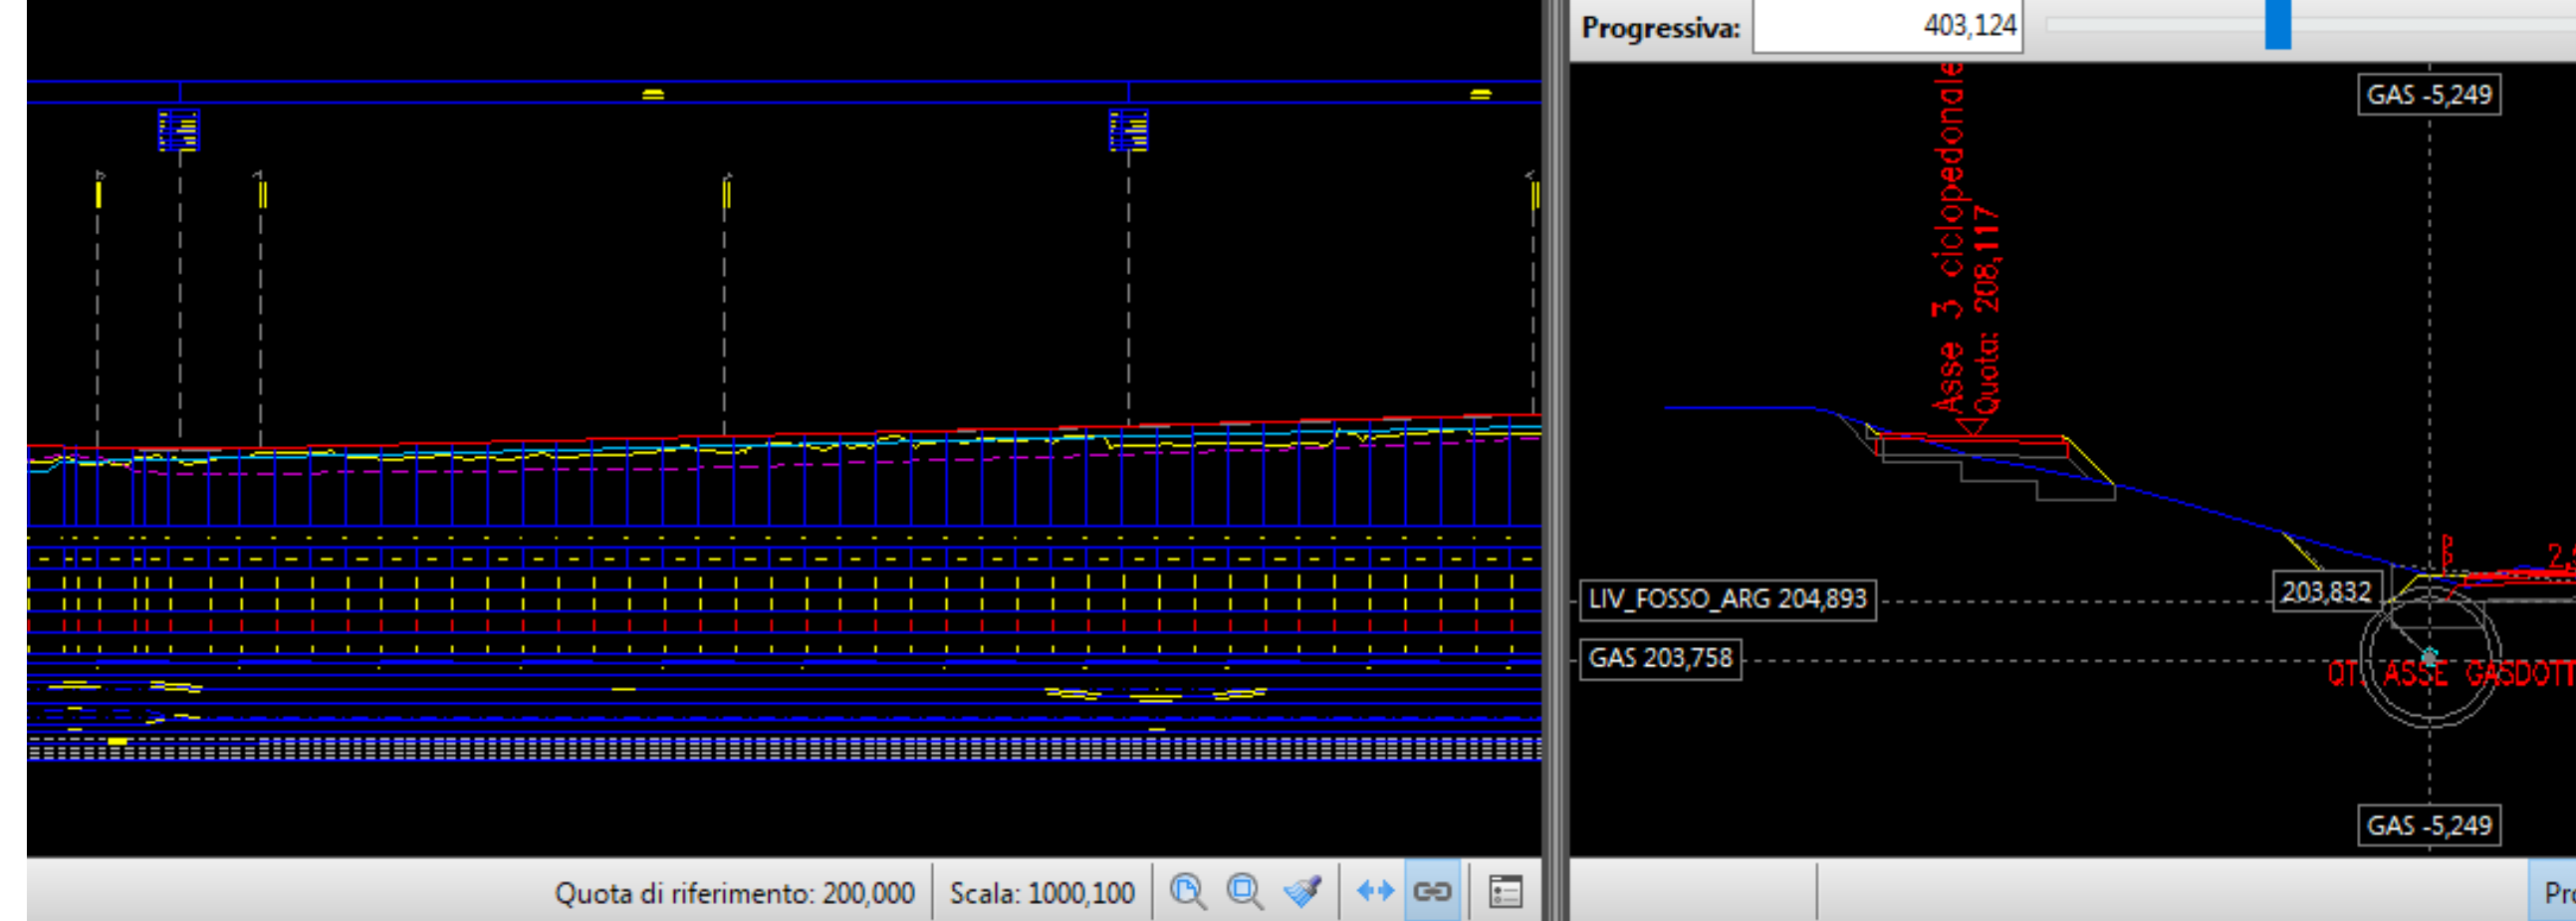 Progressiva: 403,124
GAS -5,249
Asse 3 ciclopedonale
Quota: 208,117
LIV_FOSSO_ARG 204,893
203,832
GAS 203,758
QT. ASSE GASDOTT
GAS -5,249
Quota di riferimento: 200,000
Scala: 1000,100